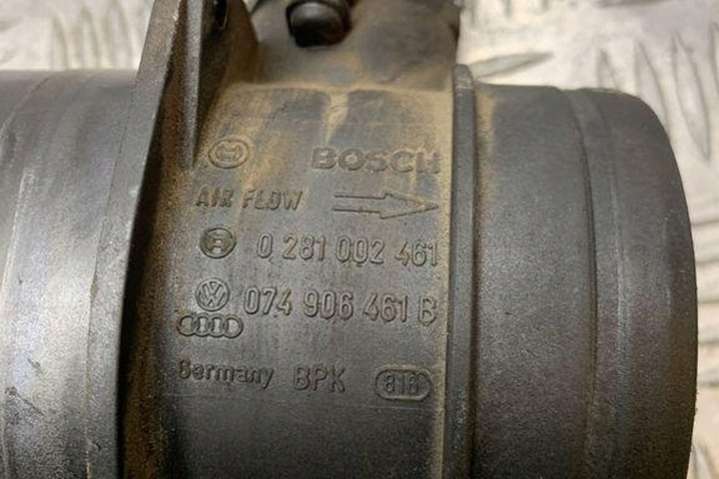 BOSCH
AIR FLOW
0 281 002 461
074 906 461 B
Germany BPK 818